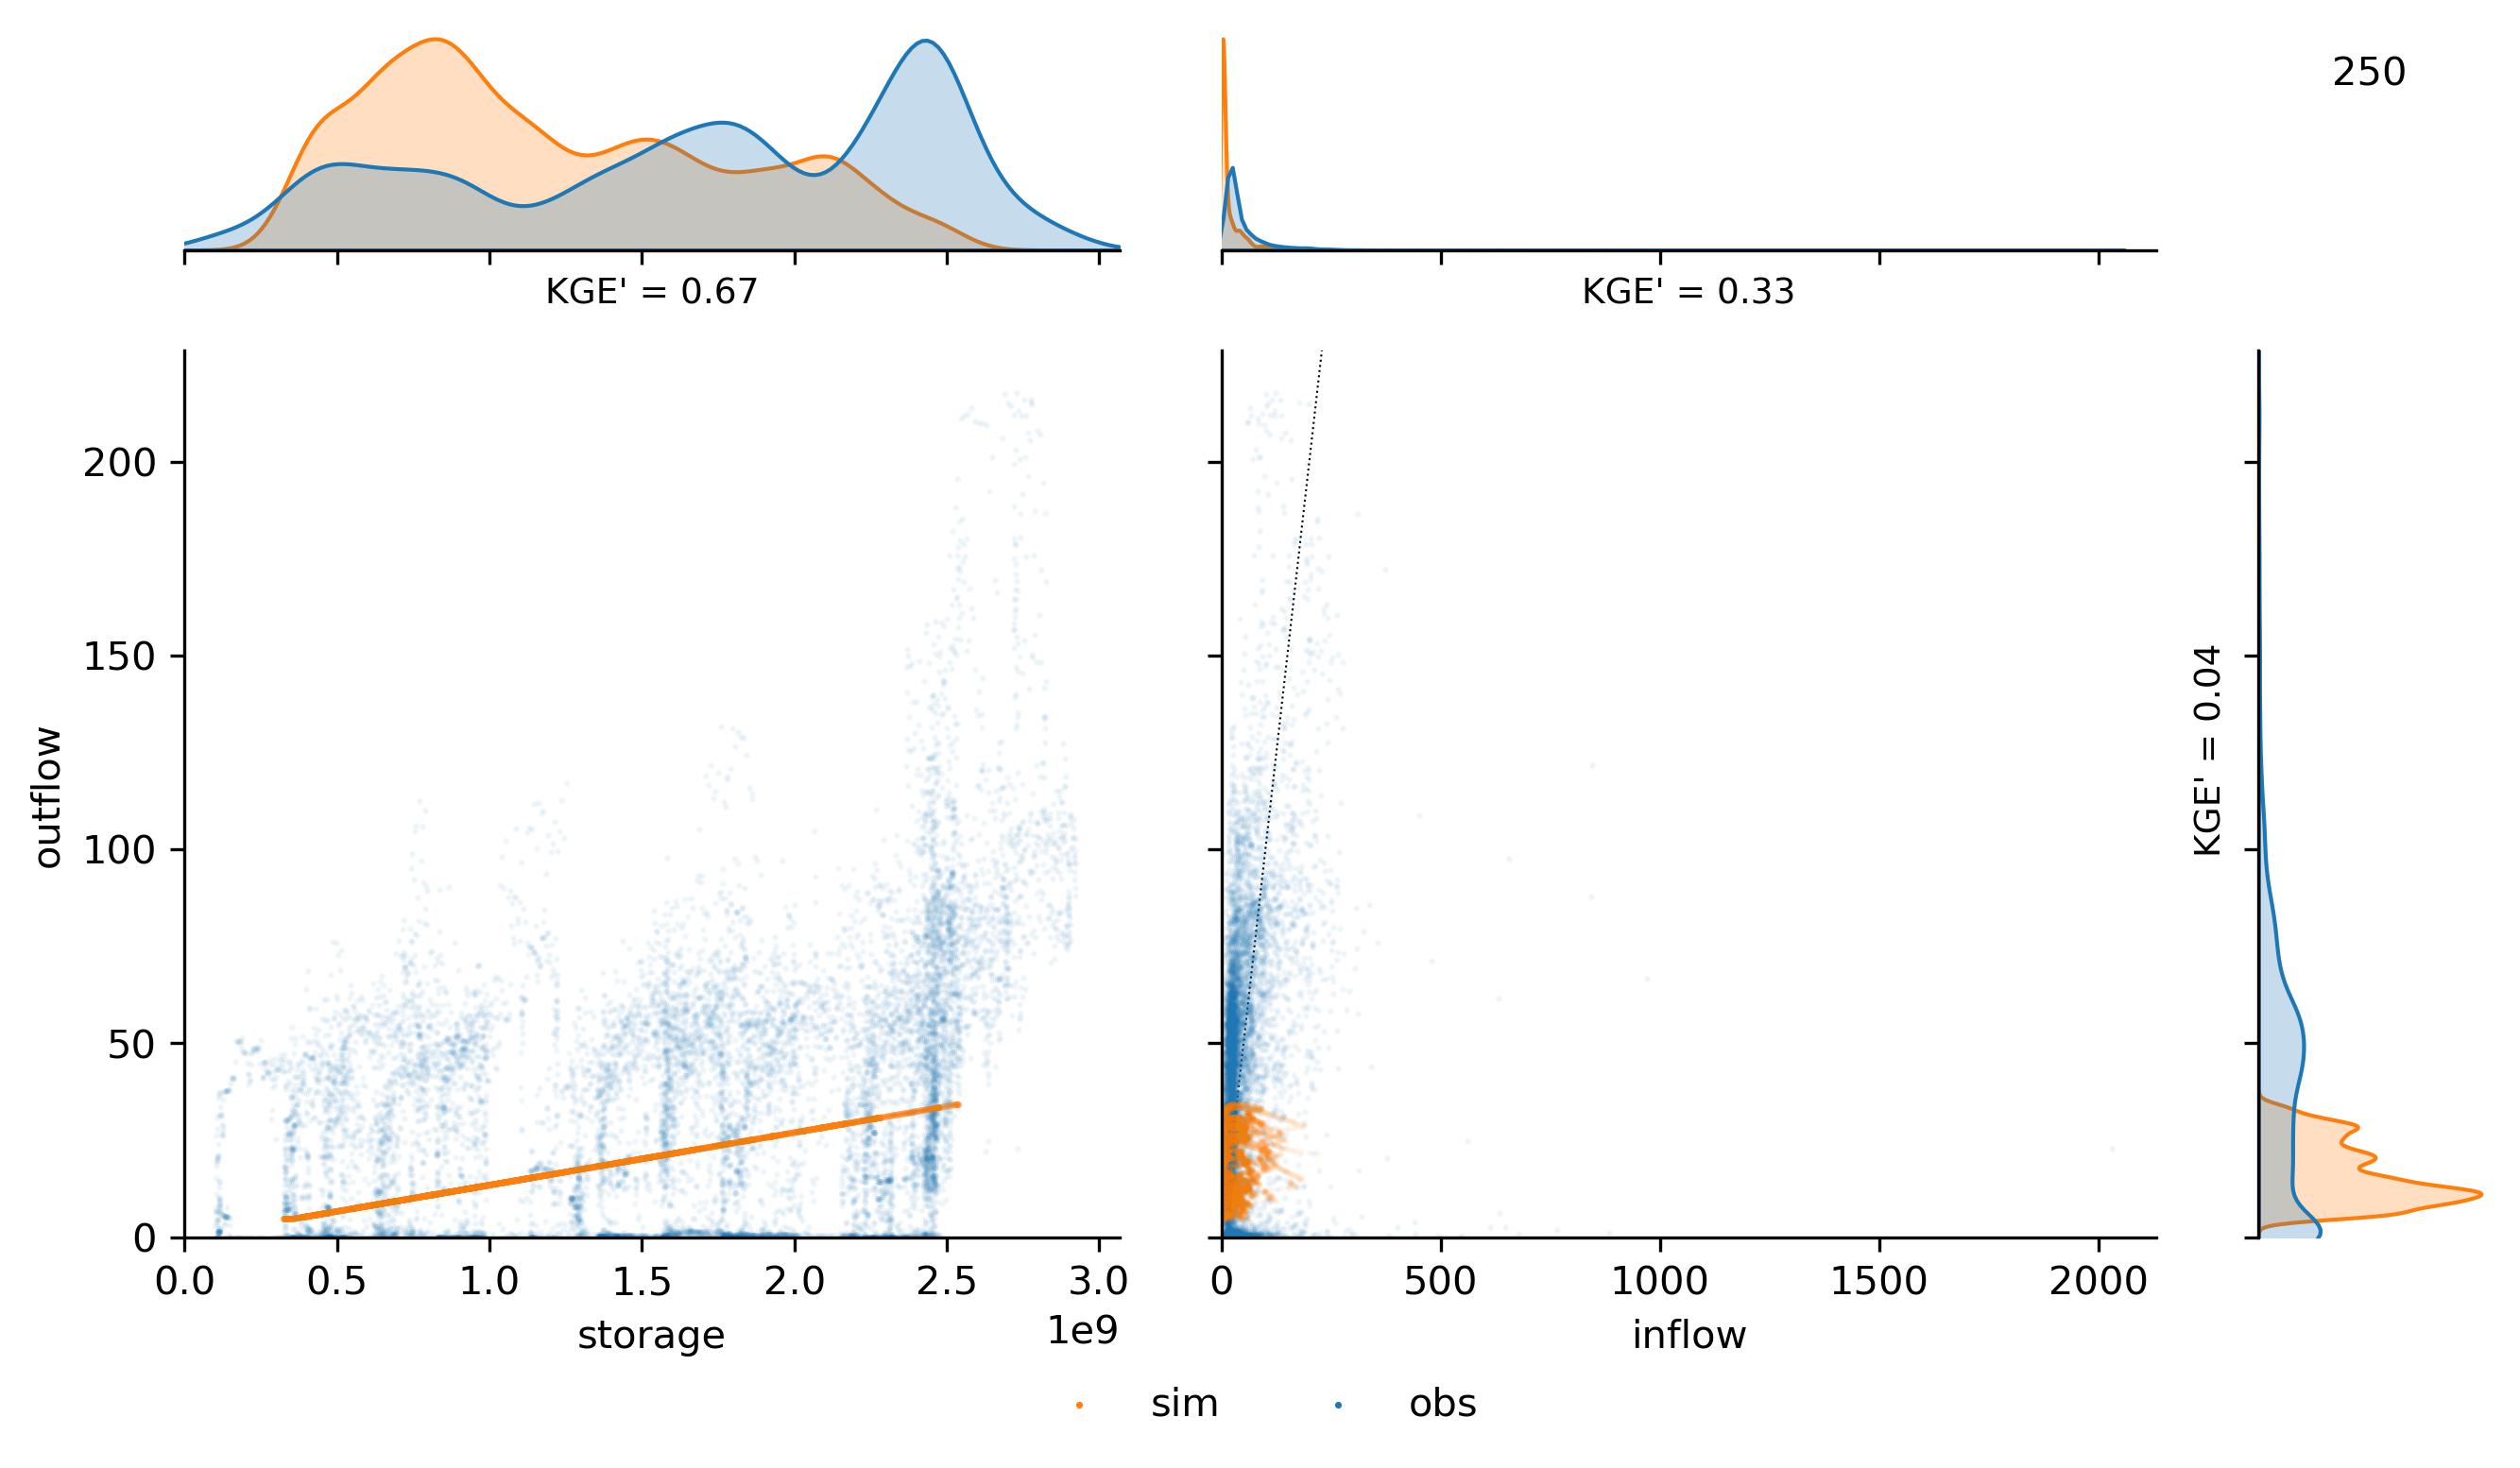 250
KGE' = 0.67
KGE' = 0.33
outflow
200
150
100
50
0
KGE' = 0.04
0.0 0.5 1.0 1.5 2.0 2.5 3.0
0 500 1000 1500 2000
storage
1e9
inflow
sim obs